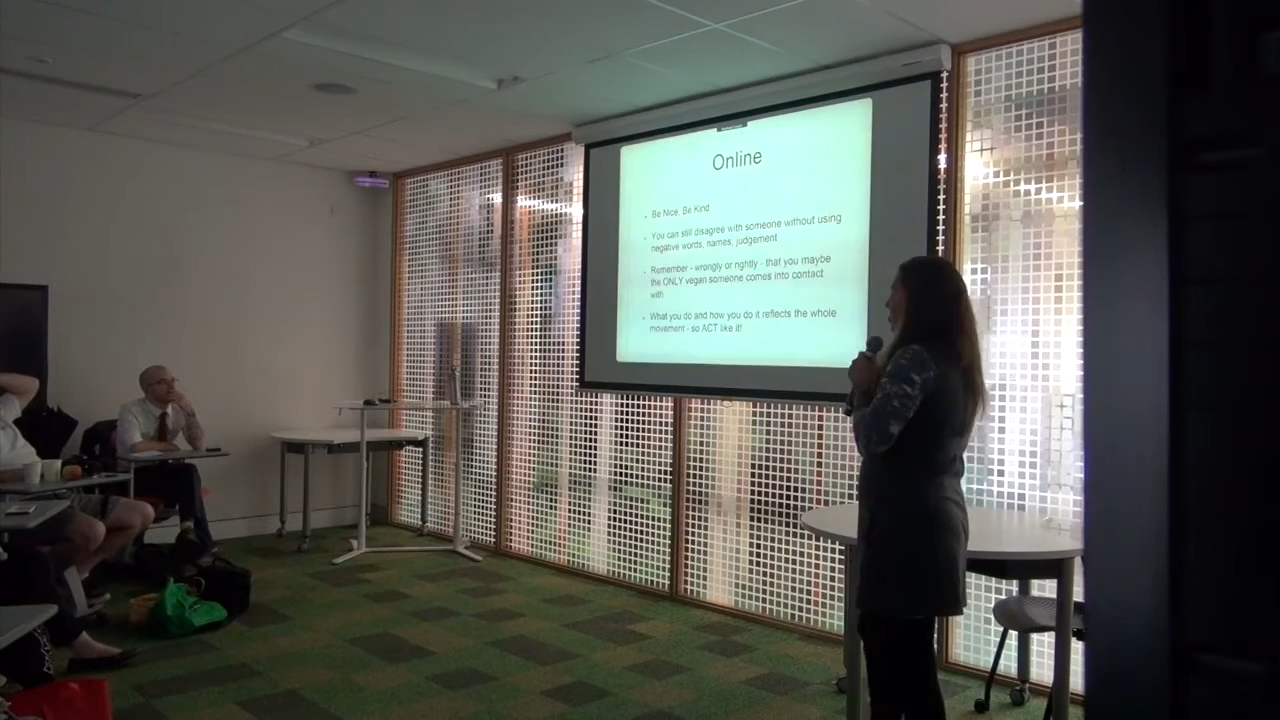 Online
Be Nice, Be Kind
You can still disagree with someone without using
negative words, names, judgement
Remember - wrongly or rightly - that you maybe
the ONLY vegan someone comes into contact
with
What you do and how you do it reflects the whole
movement - so ACT like it!